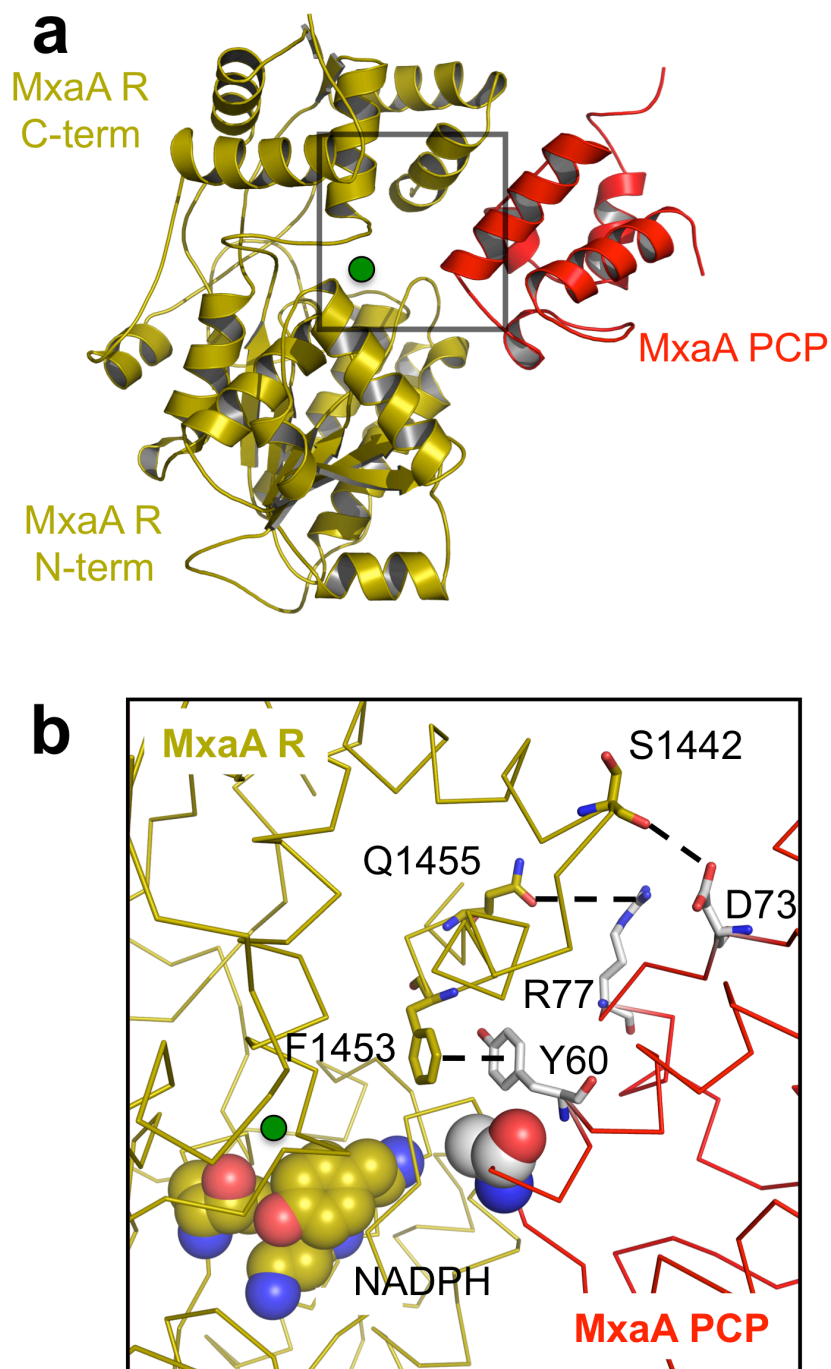 a
MxaA R
C-term
MxaA PCP
MxaA R
N-term
b
MxaA R
S1442
Q1455
D73
R77
F1453
Y60
NADPH
MxaA PCP